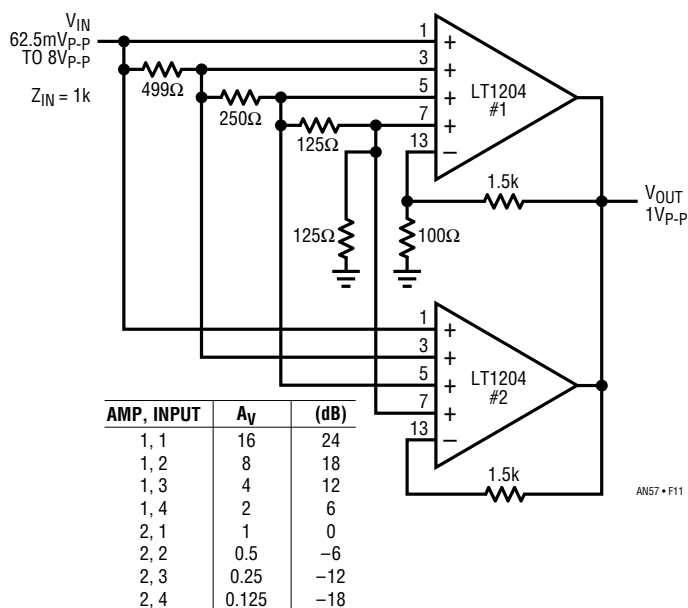 VIN
62.5mVP-P
TO 8VP-P
ZIN = 1k
499Ω
250Ω
125Ω
125Ω
1
3
5
7
13
+
+
+
+
–
LT1204
#1
1.5k
100Ω
VOUT
1VP-P
1
3
5
7
13
+
+
+
+
–
LT1204
#2
1.5k
AMP, INPUT AV (dB)
1, 1 16 24
1, 2 8 18
1, 3 4 12
1, 4 2 6
2, 1 1 0
2, 2 0.5 –6
2, 3 0.25 –12
2, 4 0.125 –18
AN57 • F11